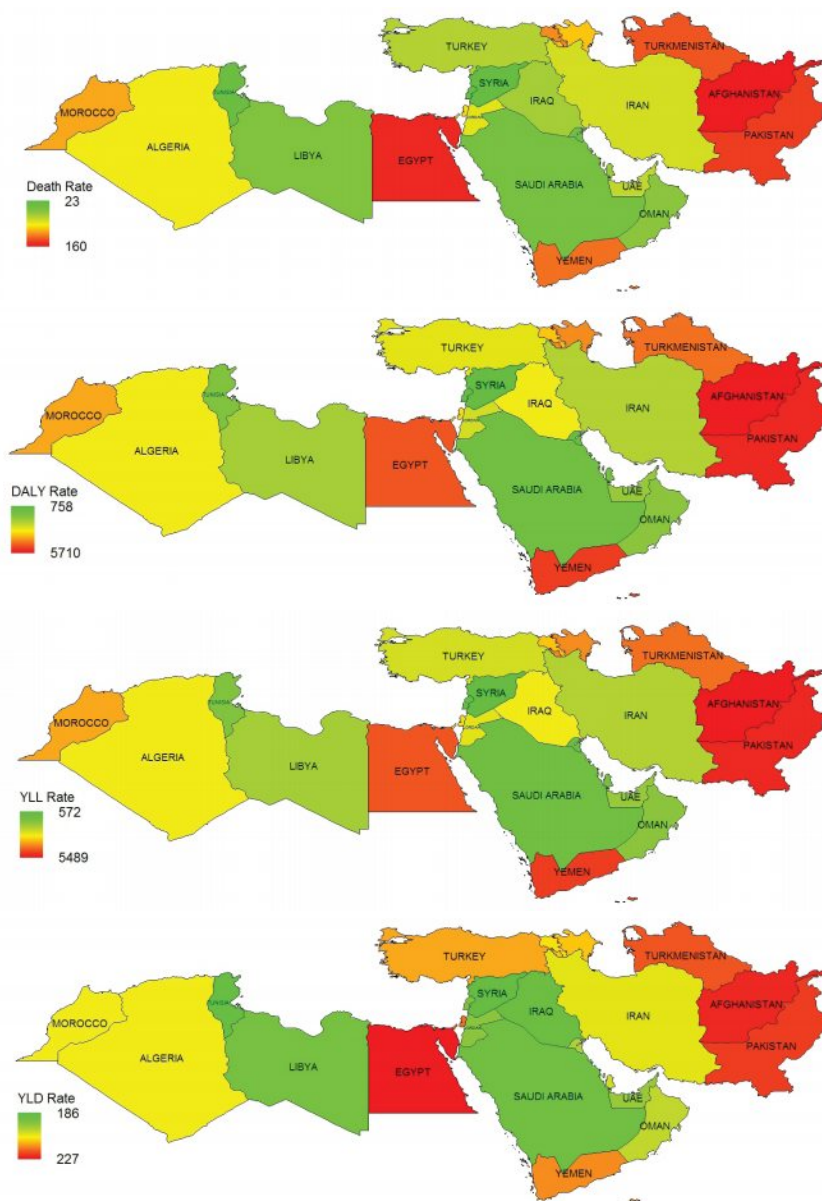 TURKEY
TURKMENISTAN
SYRIA
AFGHANISTAN
TUNISIA
IRAQ
IRAN
MOROCCO
PAKISTAN
ALGERIA
LIBYA
EGYPT
SAUDI ARABIA
UAE
OMAN
YEMEN
Death Rate
23
160
TURKEY
TURKMENISTAN
SYRIA
AFGHANISTAN
TUNISIA
IRAQ
IRAN
MOROCCO
PAKISTAN
ALGERIA
LIBYA
EGYPT
SAUDI ARABIA
UAE
OMAN
YEMEN
DALY Rate
758
5710
TURKEY
TURKMENISTAN
SYRIA
AFGHANISTAN
TUNISIA
IRAQ
IRAN
MOROCCO
PAKISTAN
ALGERIA
LIBYA
EGYPT
SAUDI ARABIA
UAE
OMAN
YEMEN
YLL Rate
572
5489
TURKEY
TURKMENISTAN
SYRIA
AFGHANISTAN
TUNISIA
IRAQ
IRAN
MOROCCO
PAKISTAN
ALGERIA
LIBYA
EGYPT
SAUDI ARABIA
UAE
OMAN
YEMEN
YLD Rate
186
227